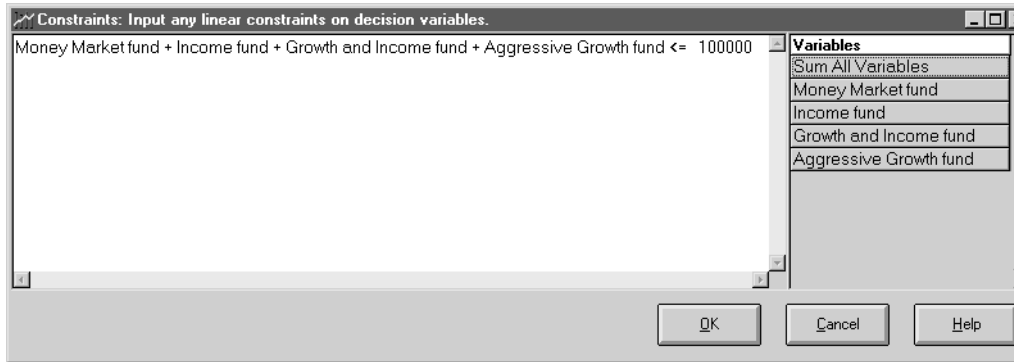 Constraints: Input any linear constraints on decision variables.
Money Market fund + Income fund + Growth and Income fund + Aggressive Growth fund <= 100000
Variables
Sum All Variables
Money Market fund
Income fund
Growth and Income fund
Aggressive Growth fund
OK
Cancel
Help